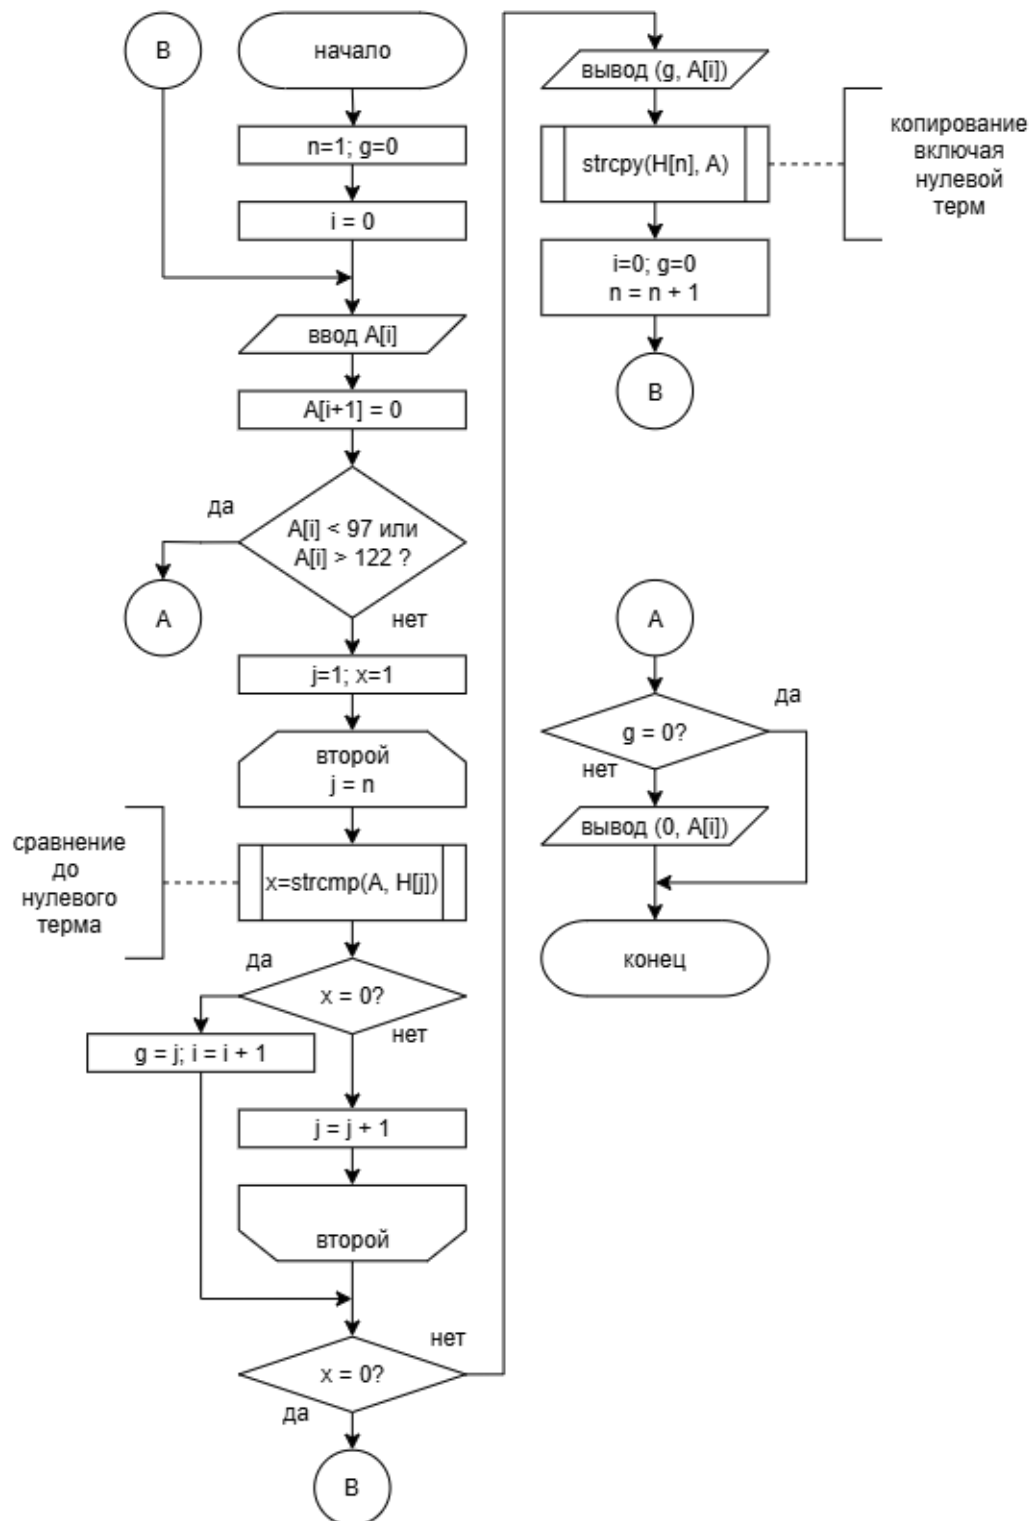 B
начало
n=1; g=0
i = 0
ввод A[i]
A[i+1] = 0
да
A[i] < 97 или
A[i] > 122 ?
A
нет
j=1; x=1
второй
j = n
сравнение
до
нулевого
терма
x=strcmp(A, H[j])
да
x = 0?
нет
g = j; i = i + 1
j = j + 1
второй
нет
x = 0?
да
B
вывод (g, A[i])
strcpy(H[n], A)
копирование
включая
нулевой
терм
i=0; g=0
n = n + 1
B
A
да
g = 0?
нет
вывод (0, A[i])
конец